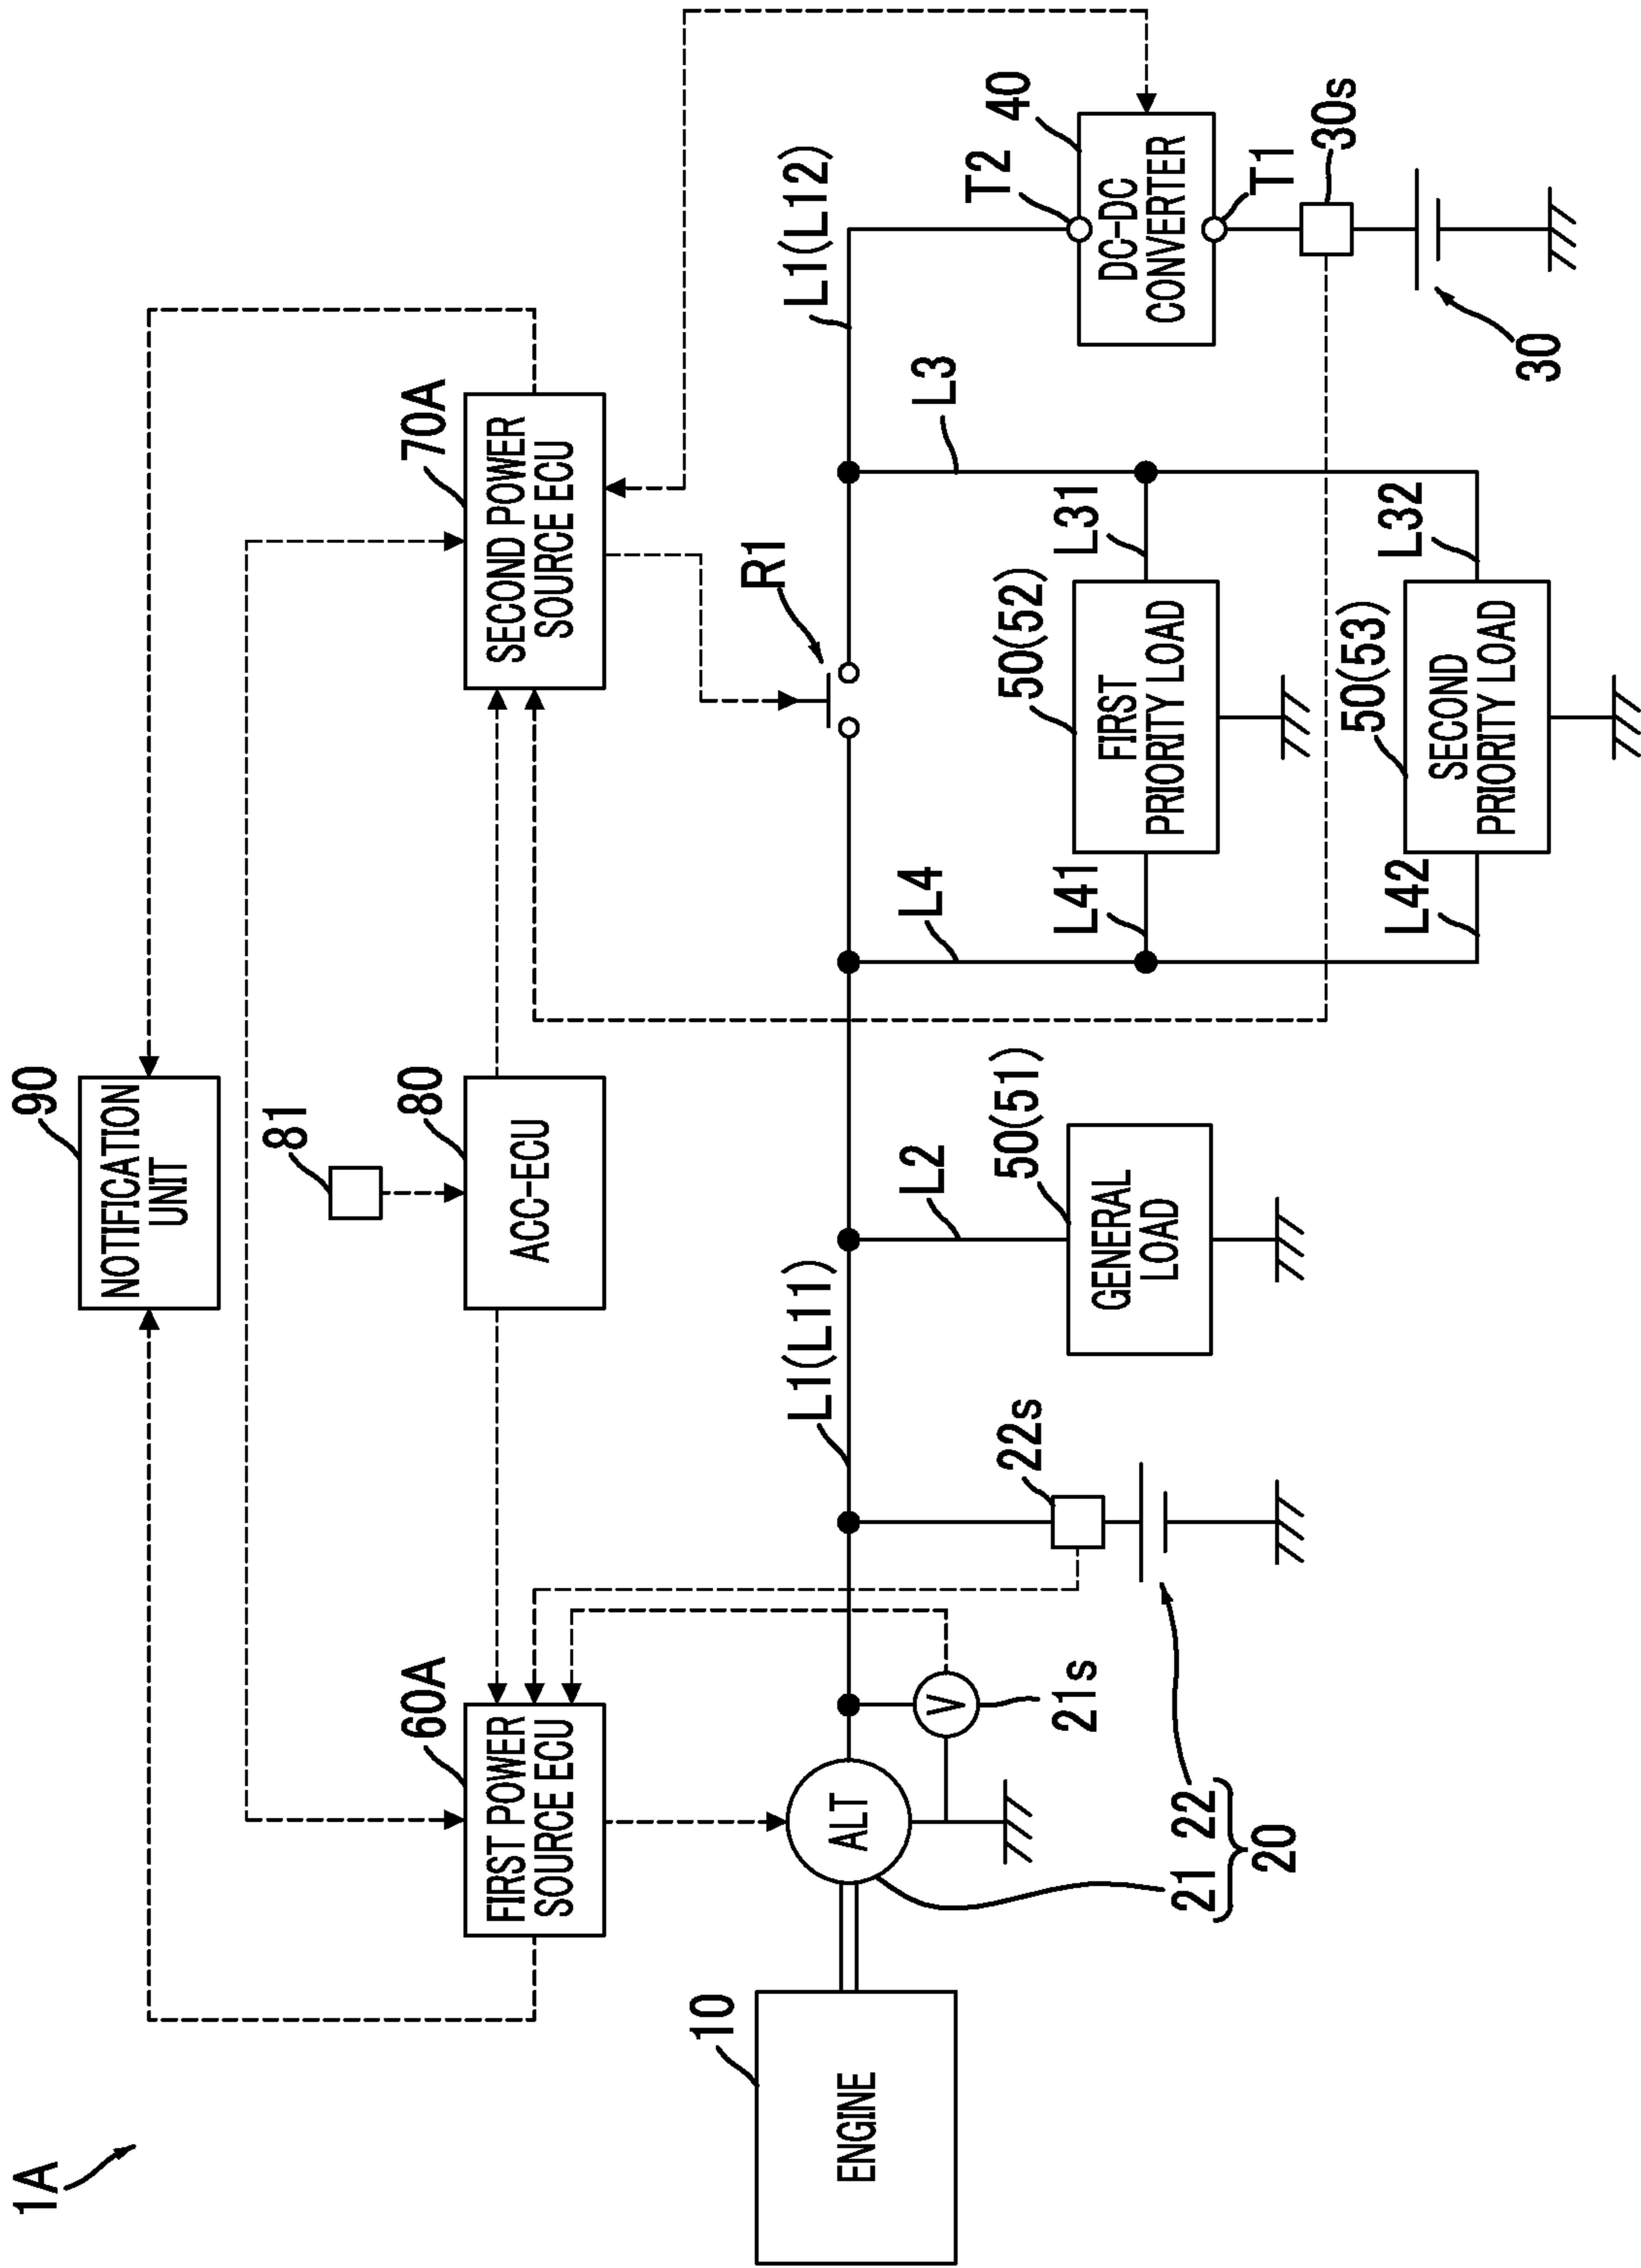 1A
90
NOTIFICATION
UNIT
81
60A
FIRST POWER
SOURCE ECU
80
ACC-ECU
70A
SECOND POWER
SOURCE ECU
10
ENGINE
ALT
L1(L11)
R1
L1(L12)
V
21s
22s
L2
50(51)
GENERAL
LOAD
L4
L3
T2
40
DC-DC
CONVERTER
T1
30s
30
L41
50(52)
FIRST
PRIORITY LOAD
L31
21 22
20
L42
50(53)
SECOND
PRIORITY LOAD
L32